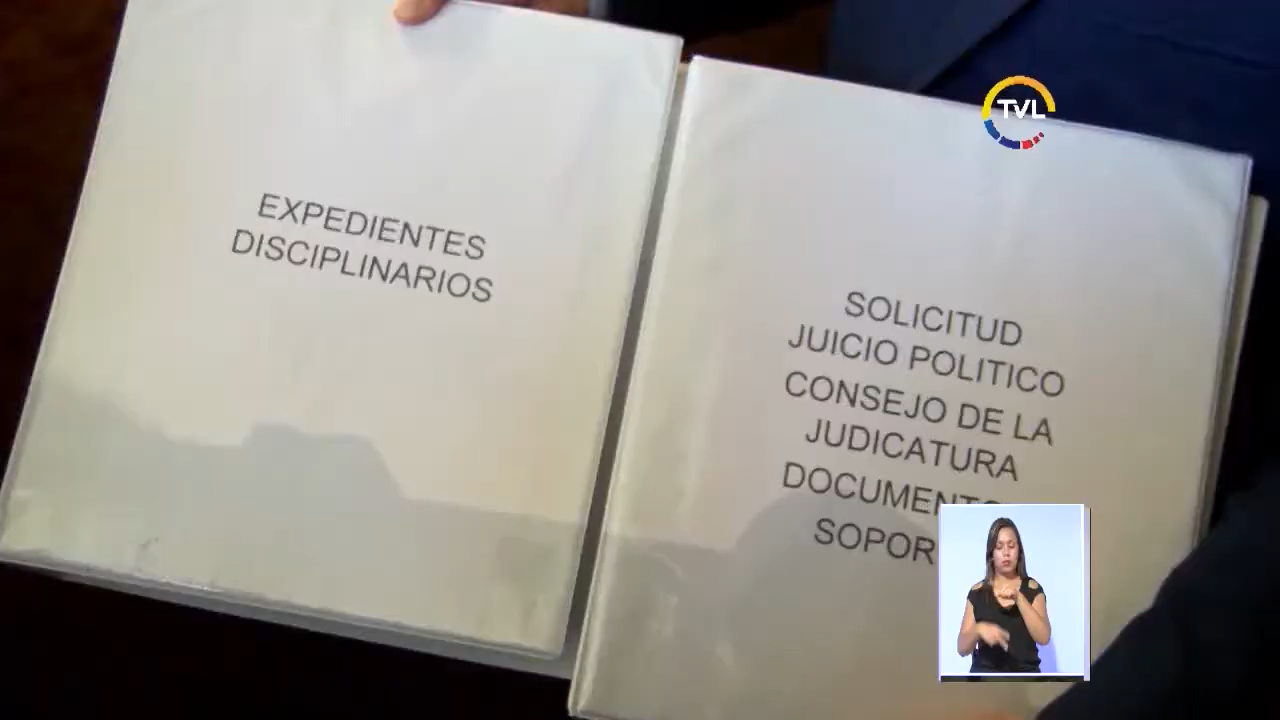 TVL
EXPEDIENTES
DISCIPLINARIOS
SOLICITUD
JUICIO POLITICO
CONSEJO DE LA
JUDICATURA